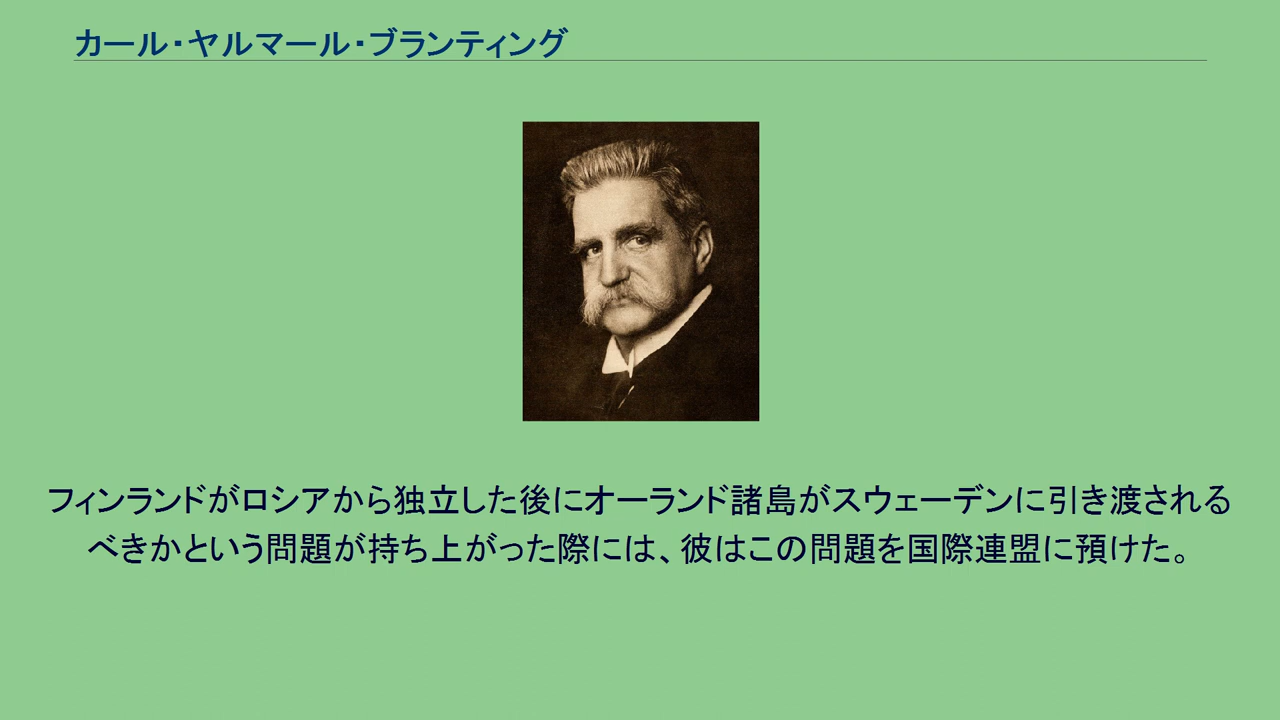 カール・ヤルマール・ブランティング
フィンランドがロシアから独立した後にオーランド諸島がスウェーデンに引き渡される
べきかという問題が持ち上がった際には、彼はこの問題を国際連盟に預けた。